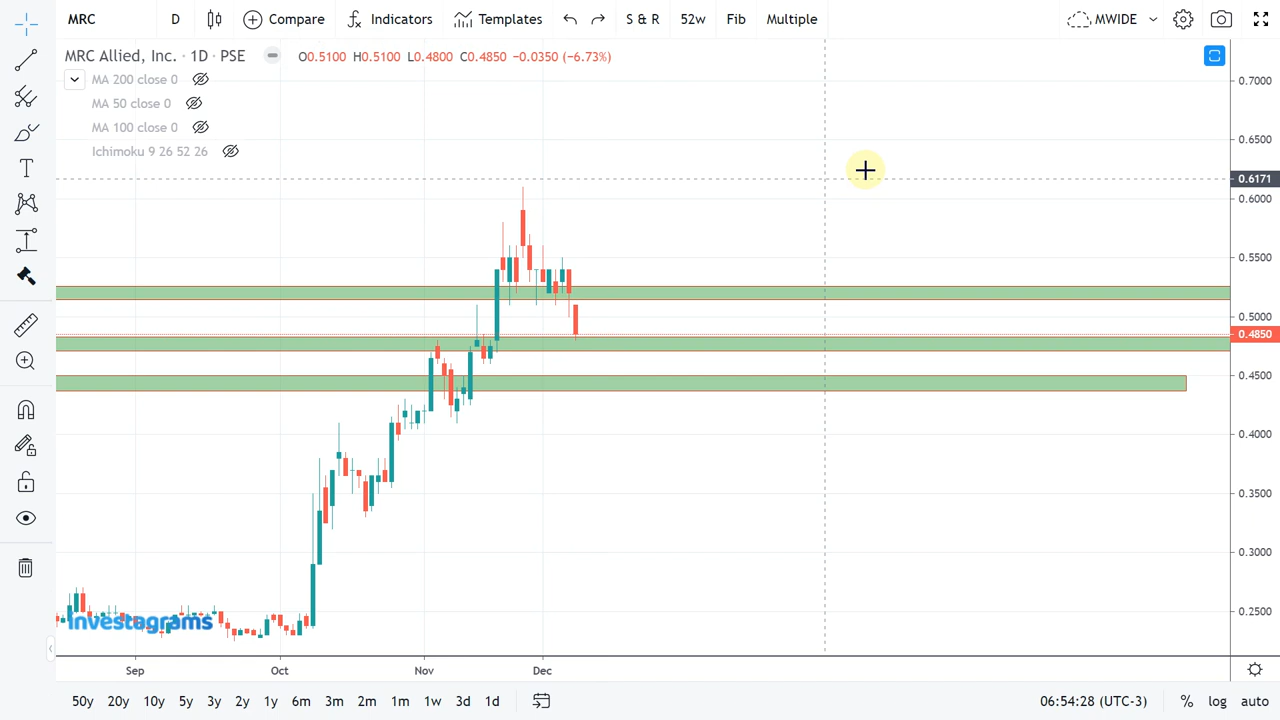 MRC D Compare Indicators Templates S & R 52w Fib Multiple MWIDE
MRC Allied, Inc. · 1D · PSE O0.5100 H0.5100 L0.4800 C0.4850 −0.0350 (−6.73%)
MA 200 close 0
MA 50 close 0
MA 100 close 0
Ichimoku 9 26 52 26
0.7000
0.6500
0.6171
0.6000
0.5500
0.5000
0.4850
0.4500
0.4000
0.3500
0.3000
0.2500
Investagrams
Sep Oct Nov Dec
50y 20y 10y 5y 3y 2y 1y 6m 3m 2m 1m 1w 3d 1d 06:54:28 (UTC-3) % log auto